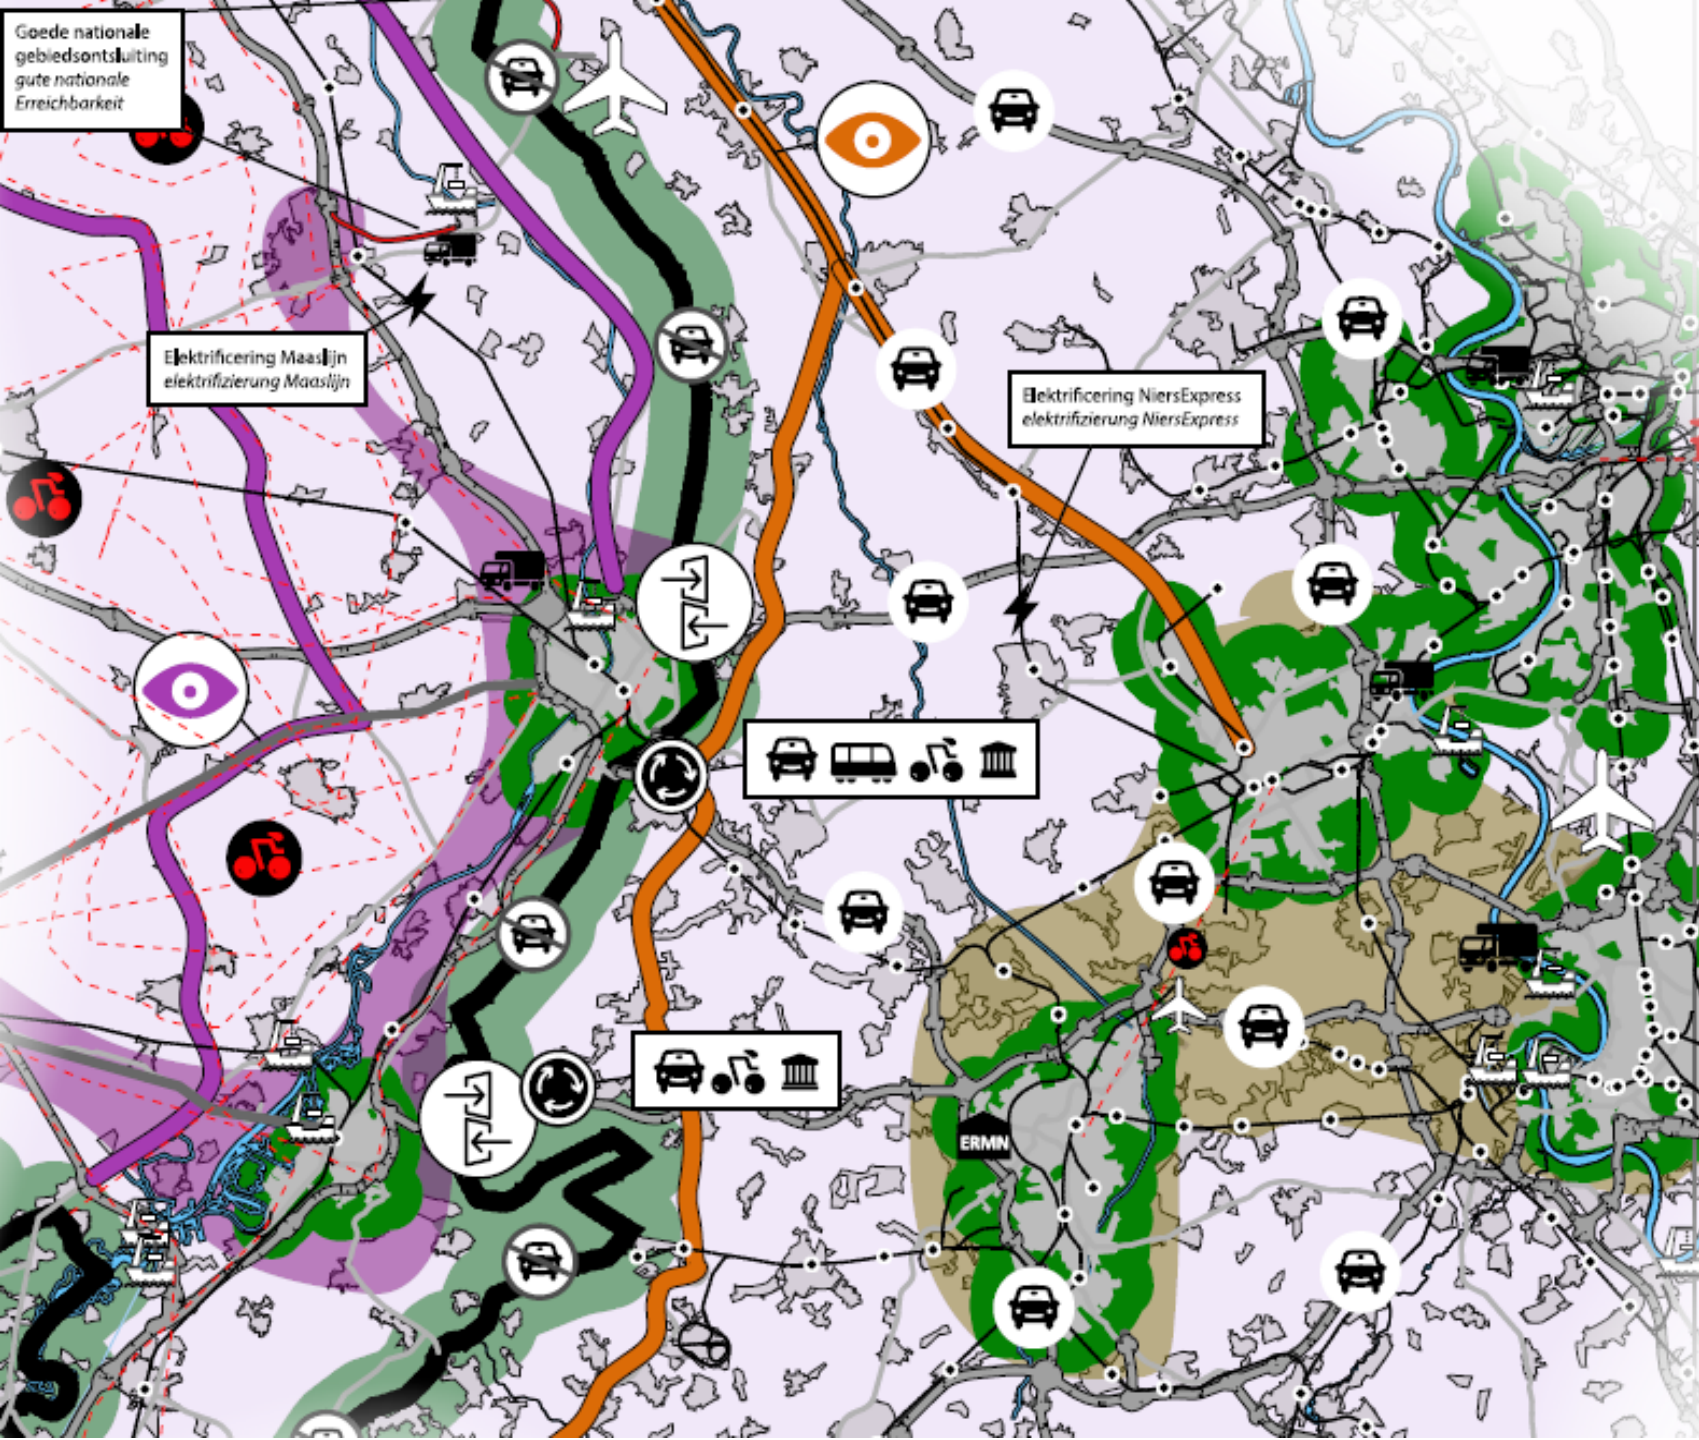 Goede nationale
gebiedsontsluiting
gute nationale
Erreichbarkeit
Elektrificering Maaslijn
elektrifizierung Maaslijn
Elektrificering NiersExpress
elektrifizierung NiersExpress
ERMN